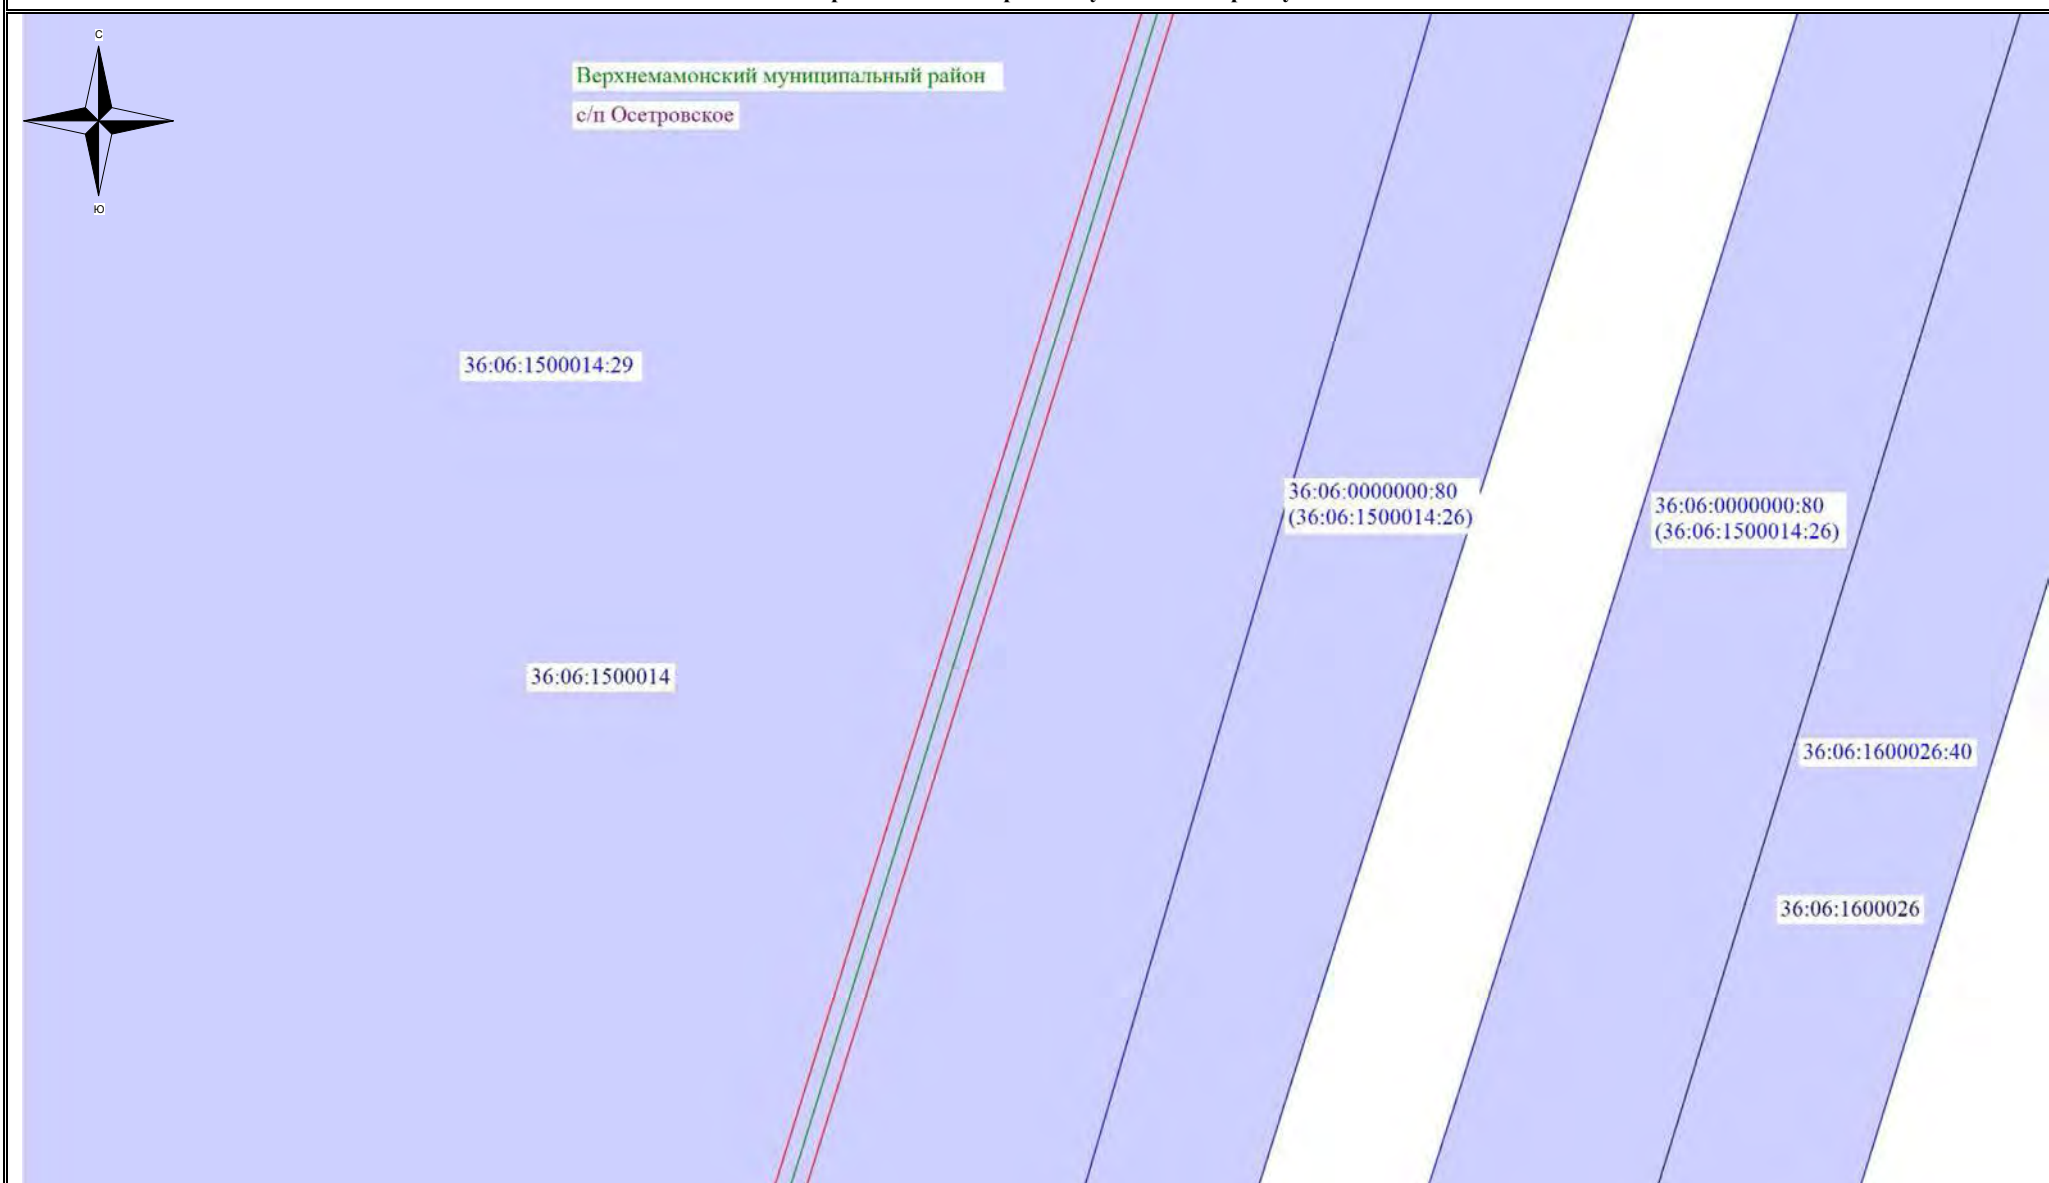 С
Ю
Верхнемамонский муниципальный район
с/п Осетровское
36:06:1500014:29
36:06:0000000:80
(36:06:1500014:26)
36:06:0000000:80
(36:06:1500014:26)
36:06:1500014
36:06:1600026:40
36:06:1600026